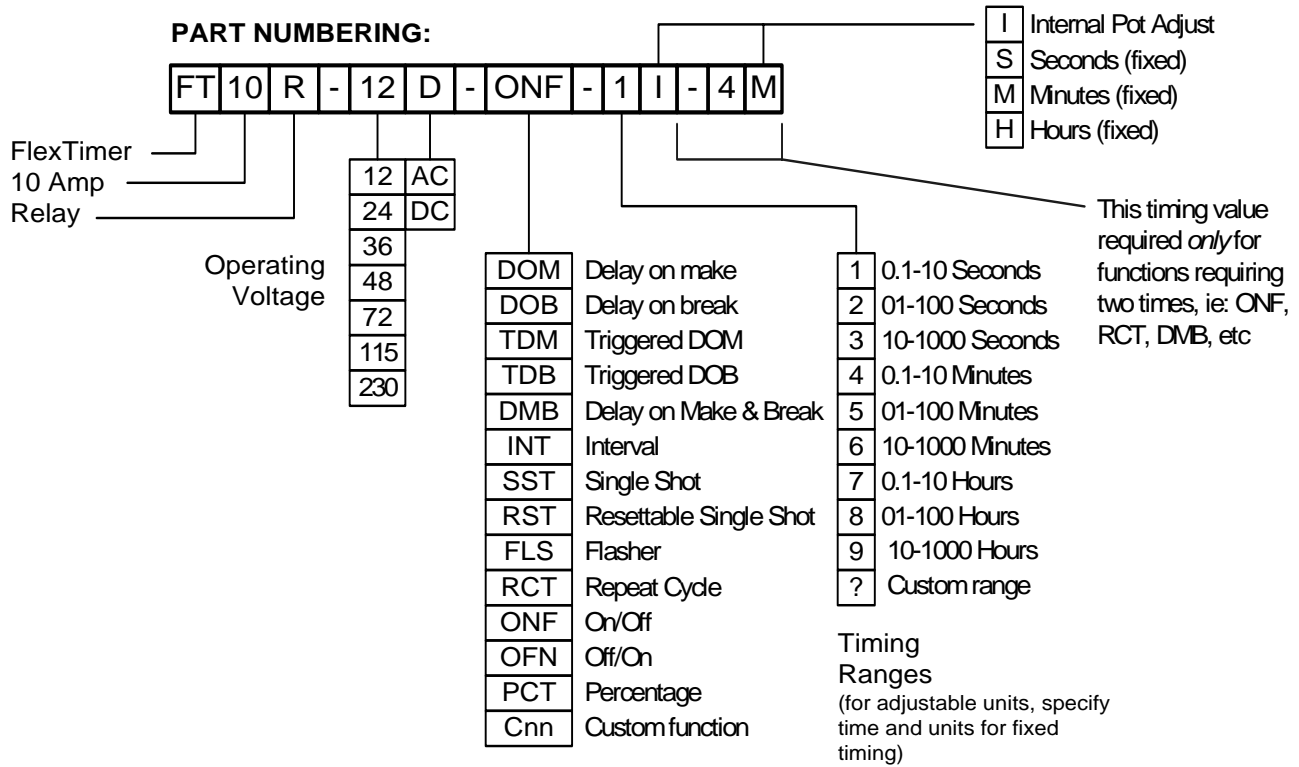 PART NUMBERING:
FT 10 R - 12 D - ONF - 1 I - 4 M
I Internal Pot Adjust
S Seconds (fixed)
M Minutes (fixed)
H Hours (fixed)
FlexTimer
10 Amp
Relay
Operating
Voltage
12 AC
24 DC
36
48
72
115
230
DOM Delay on make
DOB Delay on break
TDM Triggered DOM
TDB Triggered DOB
DMB Delay on Make & Break
INT Interval
SST Single Shot
RST Resettable Single Shot
FLS Flasher
RCT Repeat Cycle
ONF On/Off
OFN Off/On
PCT Percentage
Cnn Custom function
1 0.1-10 Seconds
2 01-100 Seconds
3 10-1000 Seconds
4 0.1-10 Minutes
5 01-100 Minutes
6 10-1000 Minutes
7 0.1-10 Hours
8 01-100 Hours
9 10-1000 Hours
? Custom range
Timing
Ranges
(for adjustable units, specify
time and units for fixed
timing)
This timing value
required only for
functions requiring
two times, ie: ONF,
RCT, DMB, etc